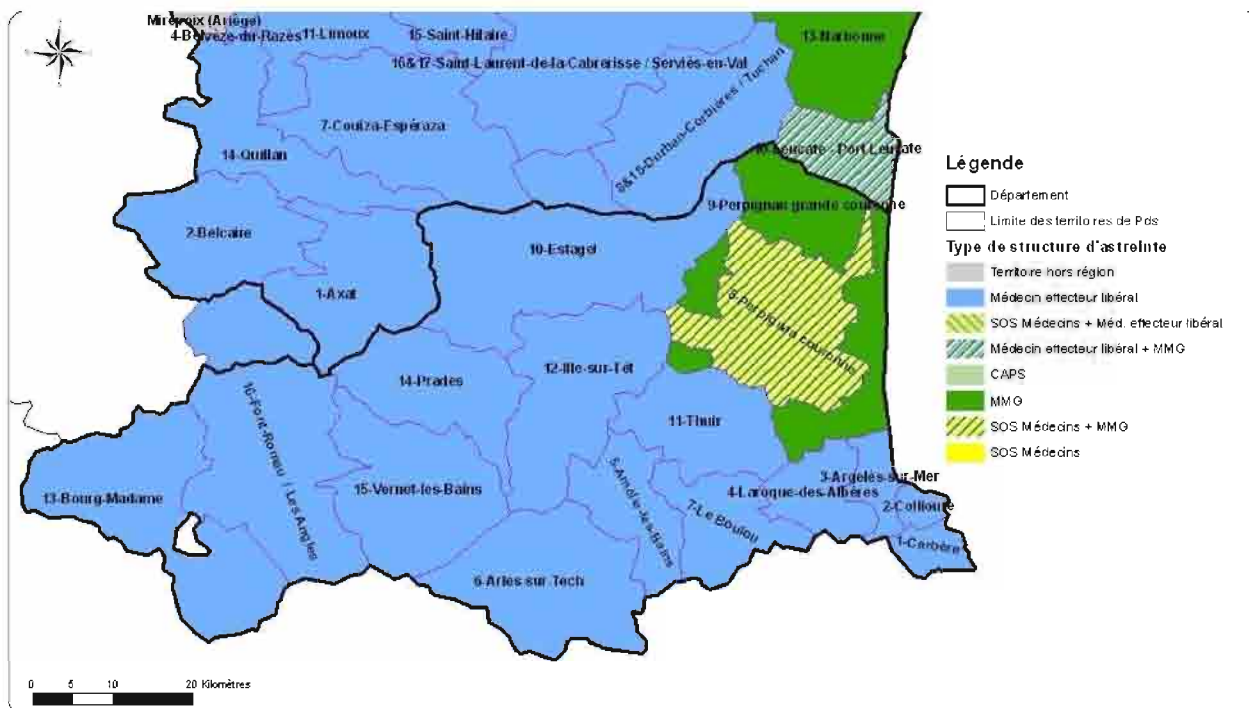 Mirepoix (Ariège)
4-Belvèze-du-Razès
11-Limoux
15-Saint-Hilaire
13-Narbonne
16&17-Saint-Laurent-de-la-Cabrerisse / Serviès-en-Val
8&15-Durban-Corbières / Tuchan
7-Couiza-Espéraza
14-Quillan
10-Leucate - Port Leucate
9-Perpignan grande couronne
2-Belcaire
10-Estagel
1-Axat
8-Perpignan couronne
12-Ille-sur-Têt
14-Prades
16-Font-Romeu / Les Angles
11-Thuir
13-Bourg-Madame
15-Vernet-les-Bains
5-Amélie-les-Bains
3-Argelès-sur-Mer
4-Laroque-des-Albères
7-Le Boulou
2-Collioure
1-Cerbère
6-Arles sur Tech
Légende
Département
Limite des territoires de Pds
Type de structure d'astreinte
Territoire hors région
Médecin effecteur libéral
SOS Médecins + Méd. effecteur libéral
Médecin effecteur libéral + MMG
CAPS
MMG
SOS Médecins + MMG
SOS Médecins
0 5 10 20 Kilomètres